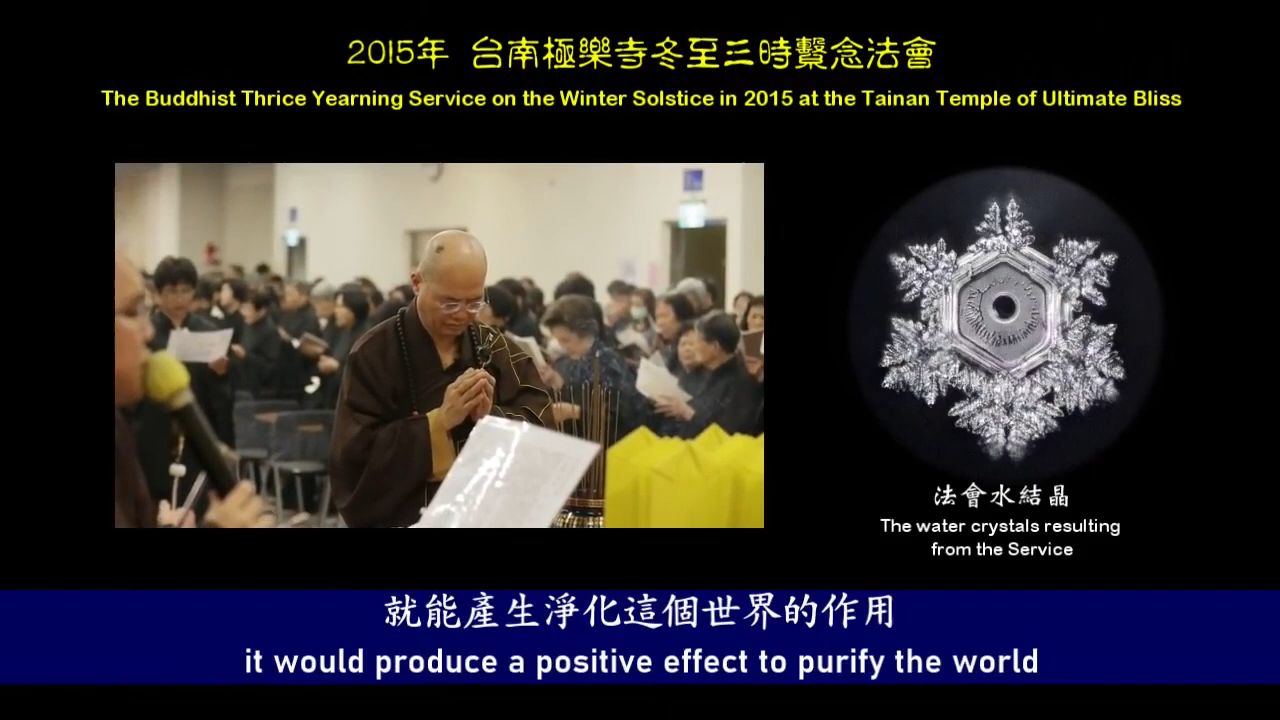 2015年 台南極樂寺冬至三時繫念法會
The Buddhist Thrice Yearning Service on the Winter Solstice in 2015 at the Tainan Temple of Ultimate Bliss
法會水結晶
The water crystals resulting
from the Service
就能產生淨化這個世界的作用
it would produce a positive effect to purify the world